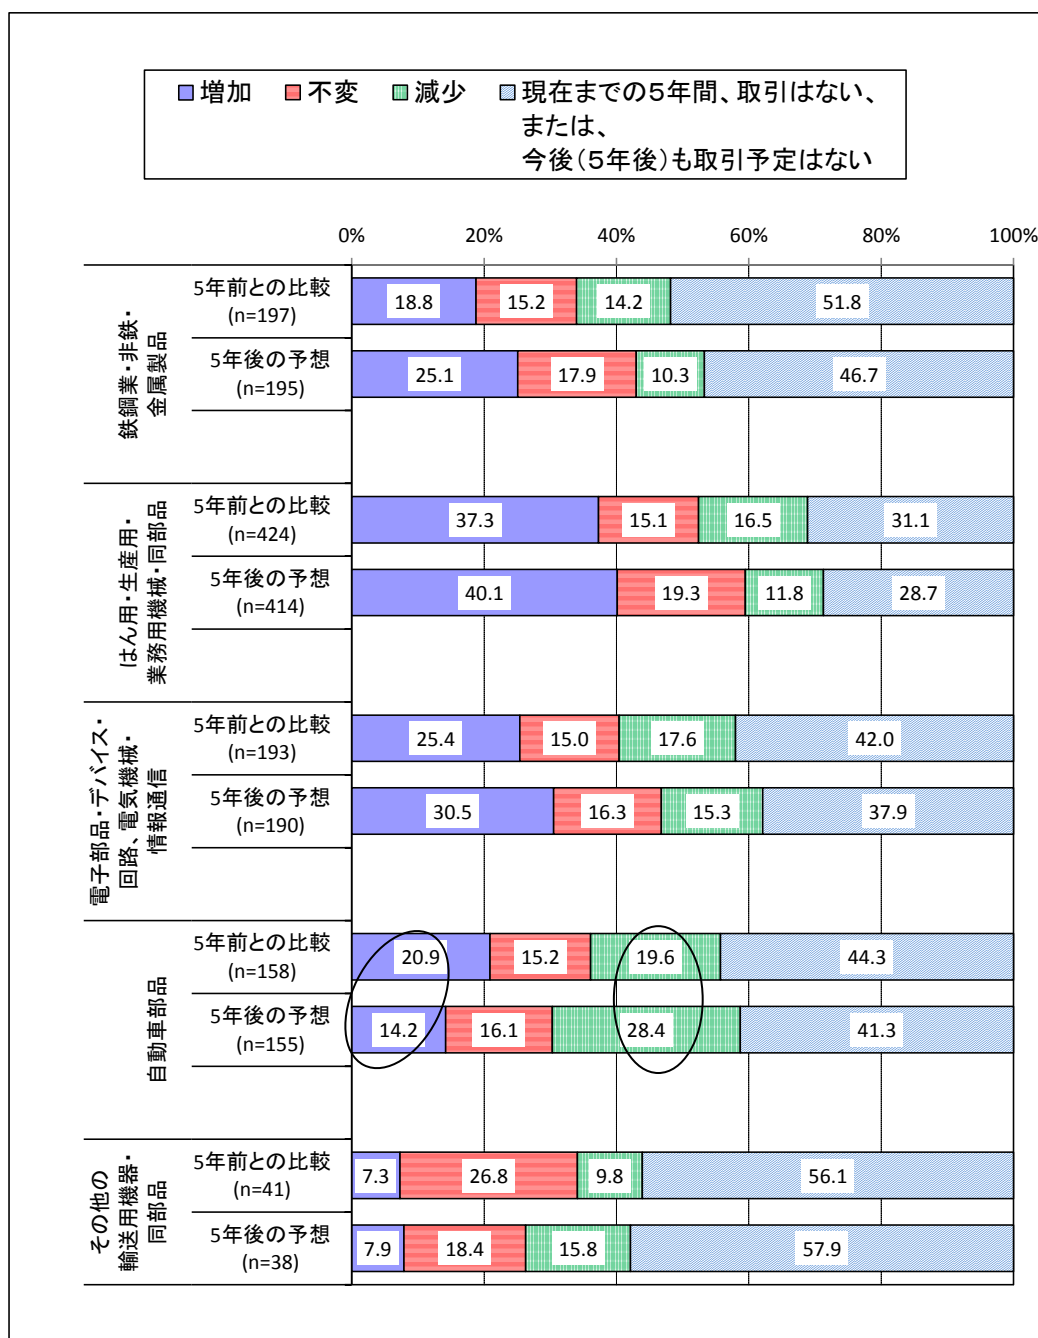 増加 不変 減少 現在までの５年間、取引はない、
または、
今後（５年後）も取引予定はない
0% 20% 40% 60% 80% 100%
鉄鋼業・非鉄・
金属製品
5年前との比較
(n=197)
18.8 15.2 14.2 51.8
5年後の予想
(n=195)
25.1 17.9 10.3 46.7
はん用・生産用・
業務用機械・同部品
5年前との比較
(n=424)
37.3 15.1 16.5 31.1
5年後の予想
(n=414)
40.1 19.3 11.8 28.7
電子部品・デバイス・
回路、電気機械・
情報通信
5年前との比較
(n=193)
25.4 15.0 17.6 42.0
5年後の予想
(n=190)
30.5 16.3 15.3 37.9
自動車部品
5年前との比較
(n=158)
20.9 15.2 19.6 44.3
5年後の予想
(n=155)
14.2 16.1 28.4 41.3
その他の
輸送用機器・
同部品
5年前との比較
(n=41)
7.3 26.8 9.8 56.1
5年後の予想
(n=38)
7.9 18.4 15.8 57.9